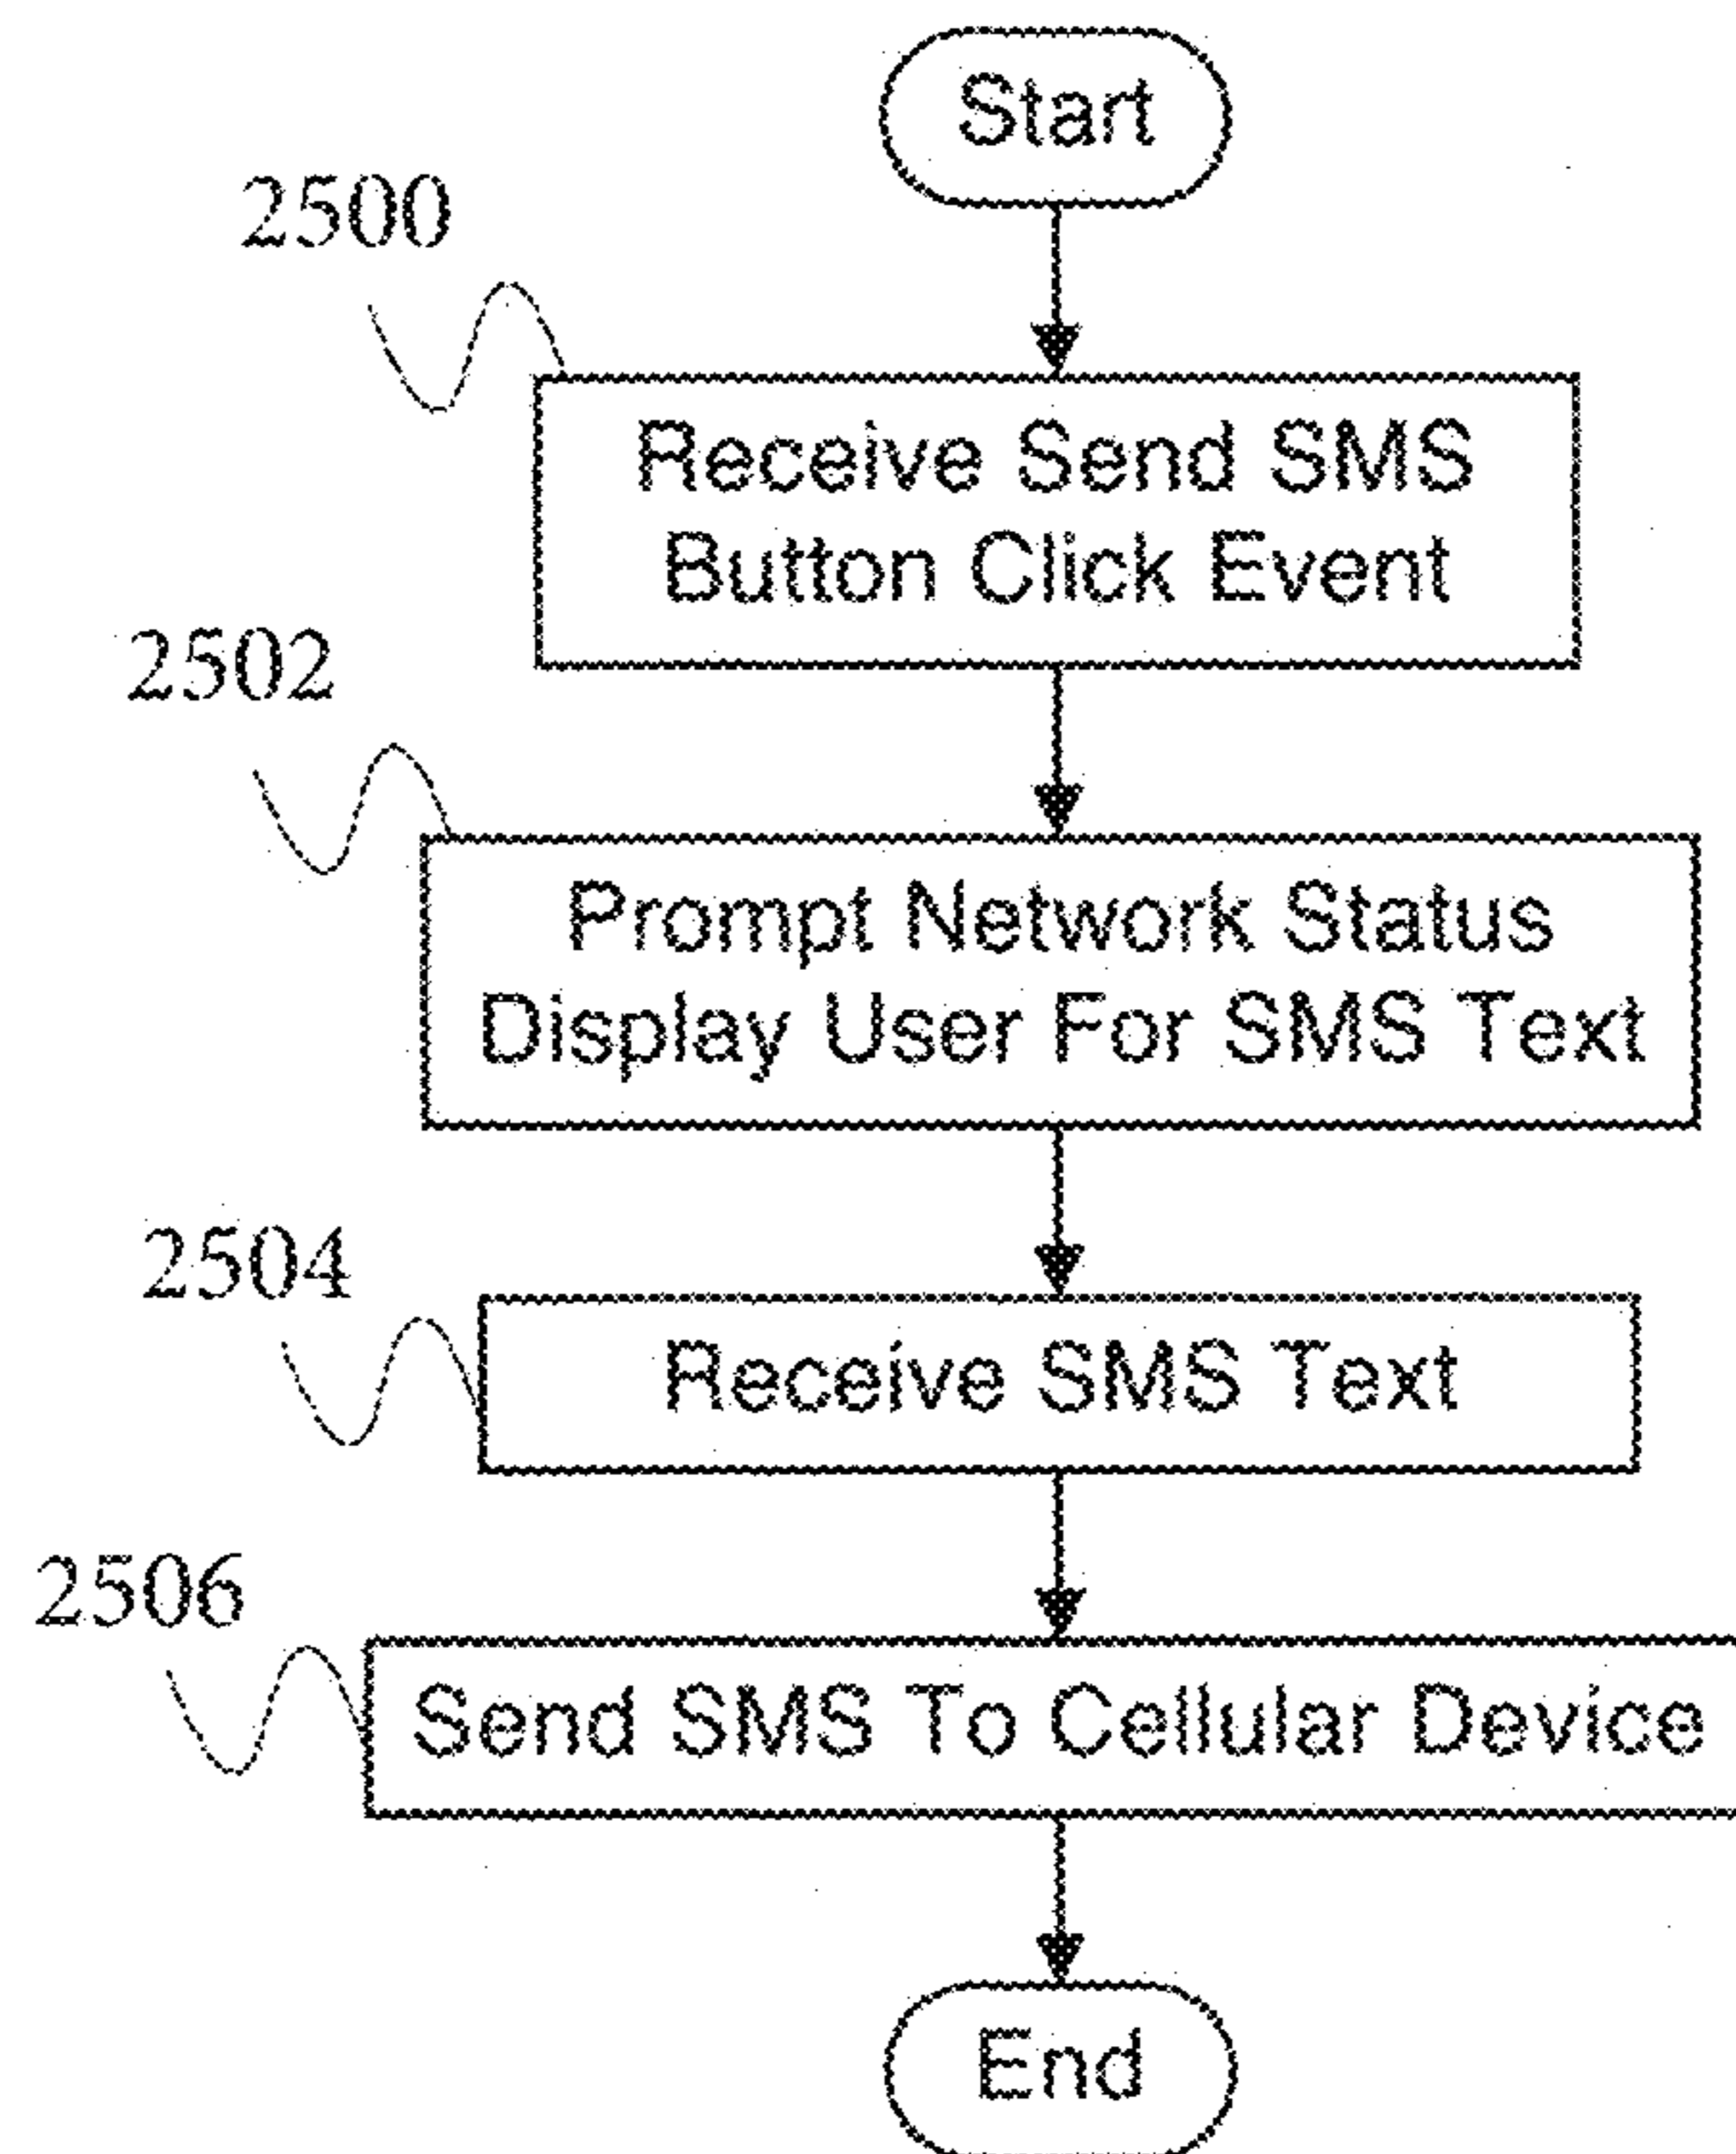 Start
2500
Receive Send SMS
Button Click Event
2502
Prompt Network Status
Display User For SMS Text
2504
Receive SMS Text
2506
Send SMS To Cellular Device
End